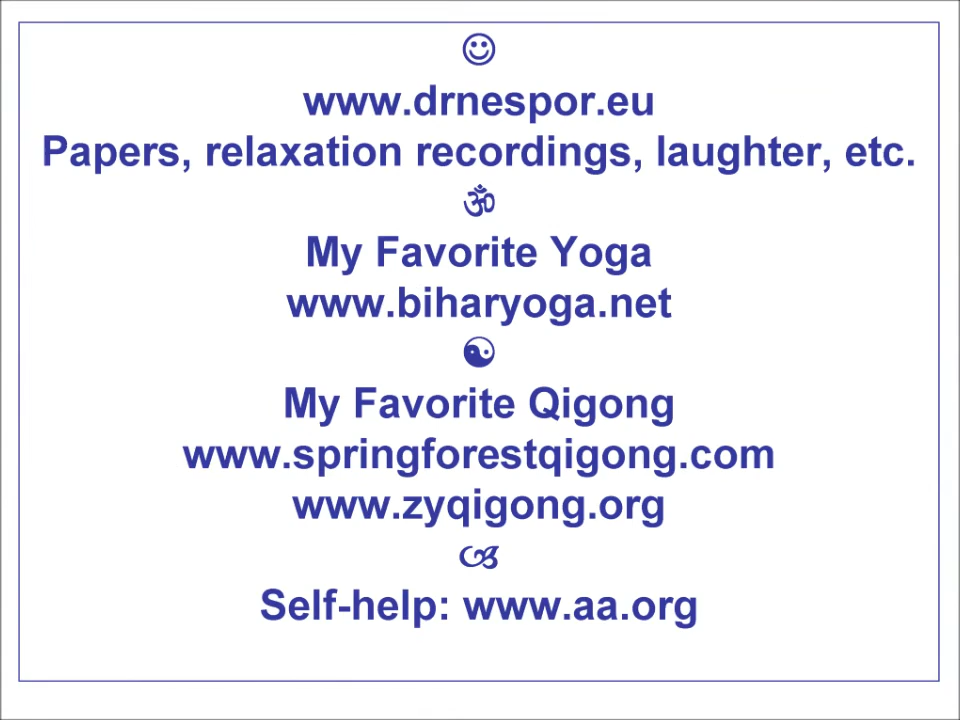 ☺
www.drnespor.eu
Papers, relaxation recordings, laughter, etc.
ॐ
My Favorite Yoga
www.biharyoga.net
☯
My Favorite Qigong
www.springforestqigong.com
www.zyqigong.org
Self-help: www.aa.org